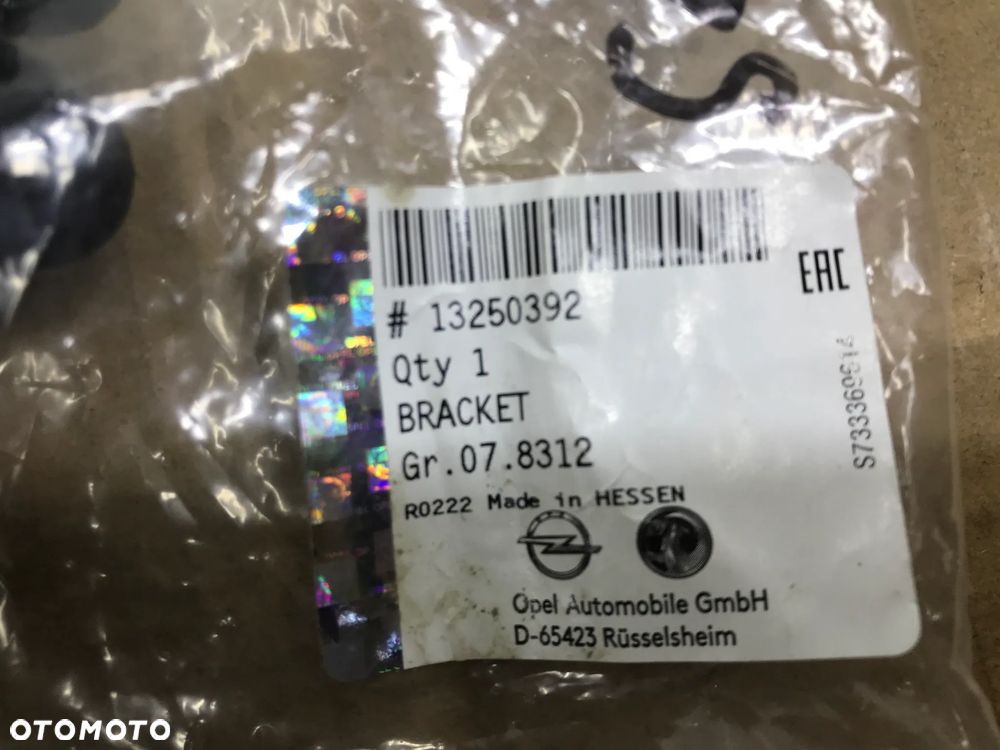 # 13250392
Qty 1
BRACKET
Gr.07.8312
R0222 Made in HESSEN
Opel Automobile GmbH
D-65423 Rüsselsheim
EAC
OTOMOTO